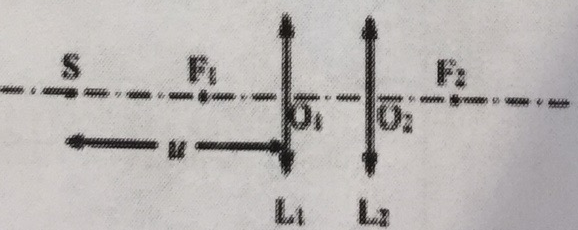 S F₁ F₂
O₁ O₂
u
L₁ L₂